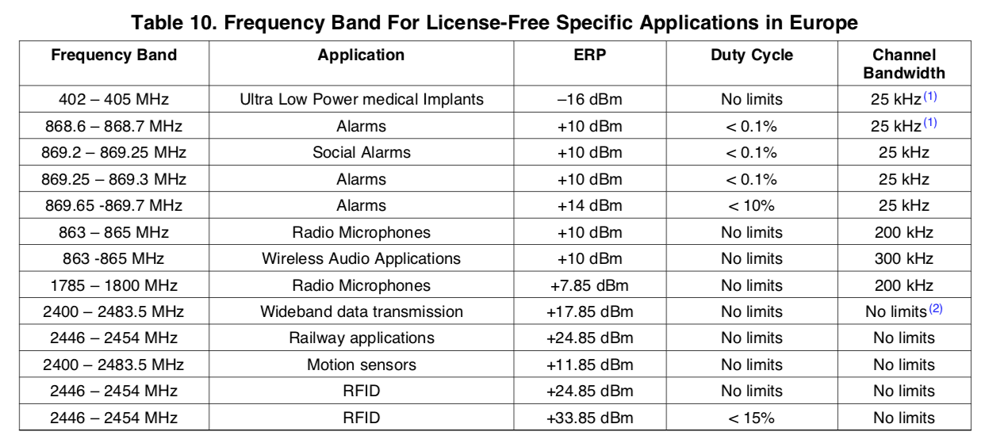 Table 10. Frequency Band For License-Free Specific Applications in Europe
Frequency Band Application ERP Duty Cycle Channel Bandwidth
402 – 405 MHz Ultra Low Power medical Implants –16 dBm No limits 25 kHz(1)
868.6 – 868.7 MHz Alarms +10 dBm < 0.1% 25 kHz(1)
869.2 – 869.25 MHz Social Alarms +10 dBm < 0.1% 25 kHz
869.25 – 869.3 MHz Alarms +10 dBm < 0.1% 25 kHz
869.65 -869.7 MHz Alarms +14 dBm < 10% 25 kHz
863 – 865 MHz Radio Microphones +10 dBm No limits 200 kHz
863 -865 MHz Wireless Audio Applications +10 dBm No limits 300 kHz
1785 – 1800 MHz Radio Microphones +7.85 dBm No limits 200 kHz
2400 – 2483.5 MHz Wideband data transmission +17.85 dBm No limits No limits(2)
2446 – 2454 MHz Railway applications +24.85 dBm No limits No limits
2400 – 2483.5 MHz Motion sensors +11.85 dBm No limits No limits
2446 – 2454 MHz RFID +24.85 dBm No limits No limits
2446 – 2454 MHz RFID +33.85 dBm < 15% No limits